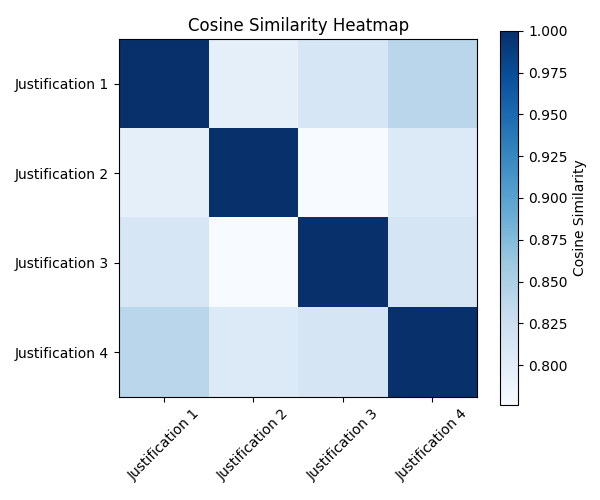 Cosine Similarity Heatmap
Justification 1
Justification 2
Justification 3
Justification 4
Justification 1
Justification 2
Justification 3
Justification 4
1.000
0.975
0.950
0.925
0.900
0.875
0.850
0.825
0.800
Cosine Similarity